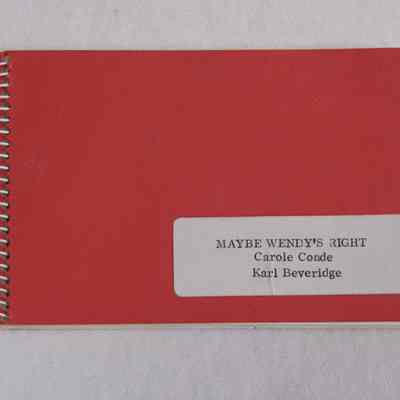 MAYBE WENDY'S RIGHT
Carole Conde
Karl Beveridge